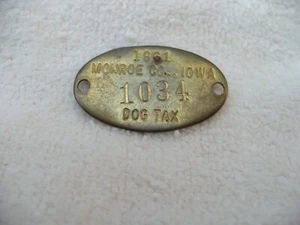 1961
MONROE CO. IOWA
1034
DOG TAX